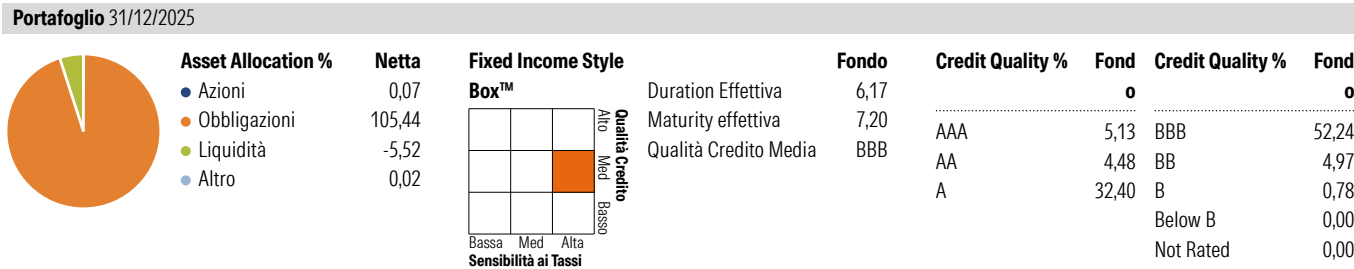 Portafoglio 31/12/2025
Asset Allocation % Netta
Azioni 0,07
Obbligazioni 105,44
Liquidità -5,52
Altro 0,02
Fixed Income Style
Box™
Alto
Med
Basso
Qualità Credito
Bassa Med Alta
Sensibilità ai Tassi
Fondo
Duration Effettiva 6,17
Maturity effettiva 7,20
Qualità Credito Media BBB
Credit Quality % Fond
o
AAA 5,13
AA 4,48
A 32,40
Credit Quality % Fond
o
BBB 52,24
BB 4,97
B 0,78
Below B 0,00
Not Rated 0,00